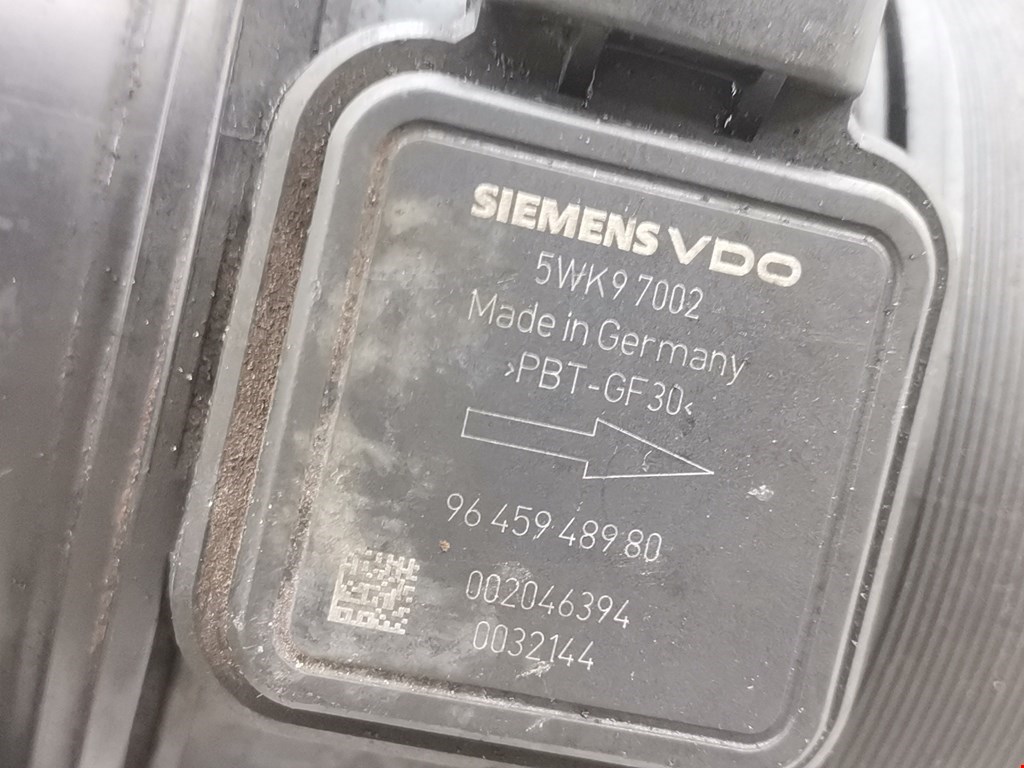 SIEMENS VDO
5WK9 7002
Made in Germany
>PBT-GF30<
96 459 489 80
002046394
0032144